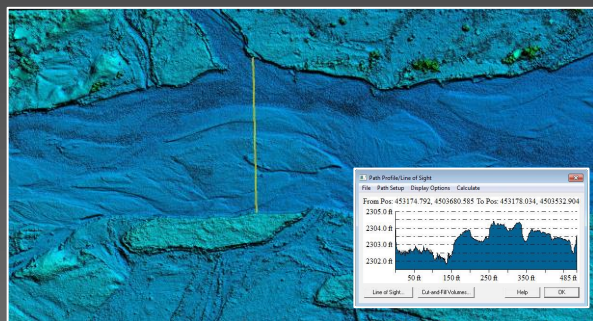 Path Profile/Line of Sight
File Path Setup Display Options Calculate
From Pos: 453174.792, 4503680.585 To Pos: 453178.034, 4503532.904
2305.0 ft
2304.0 ft
2303.0 ft
2302.0 ft
50 ft 150 ft 250 ft 350 ft 485 ft
Line of Sight... Cut-and-Fill Volumes... Help OK